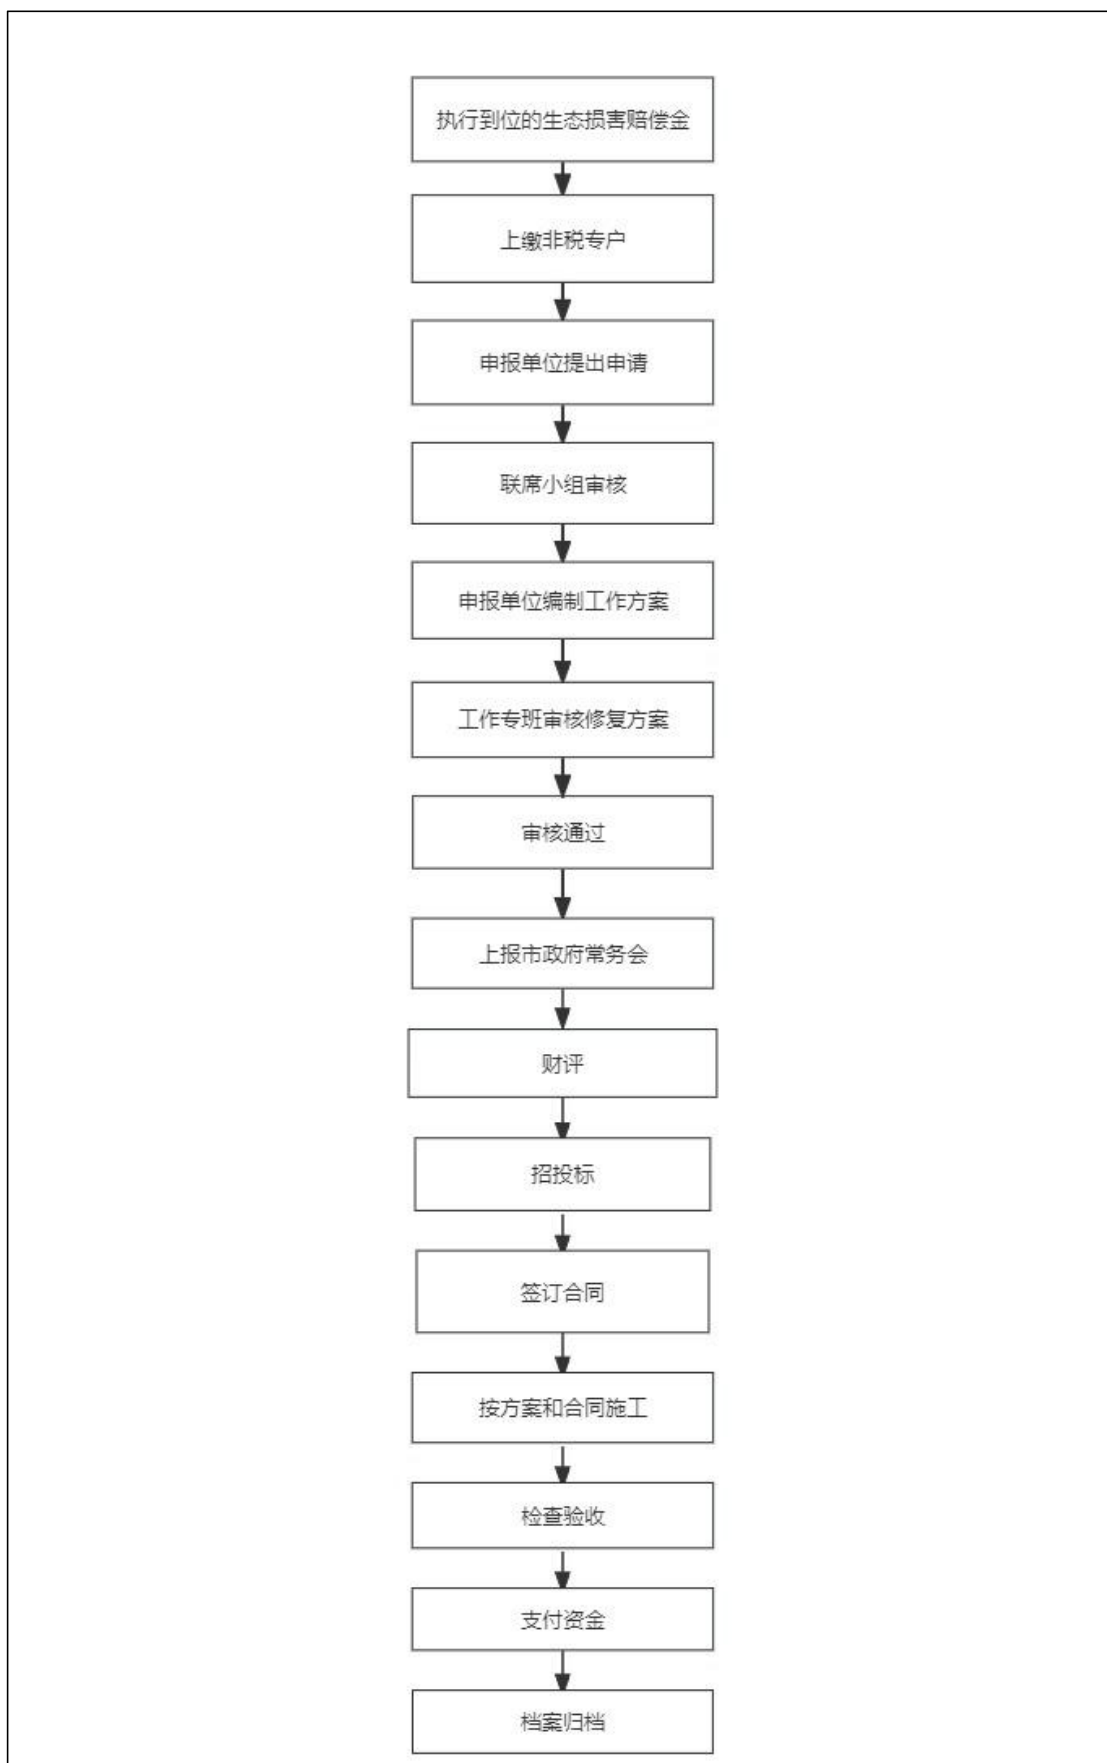 执行到位的生态损害赔偿金
上缴非税专户
申报单位提出申请
联席小组审核
申报单位编制工作方案
工作专班审核修复方案
审核通过
上报市政府常务会
财评
招投标
签订合同
按方案和合同施工
检查验收
支付资金
档案归档